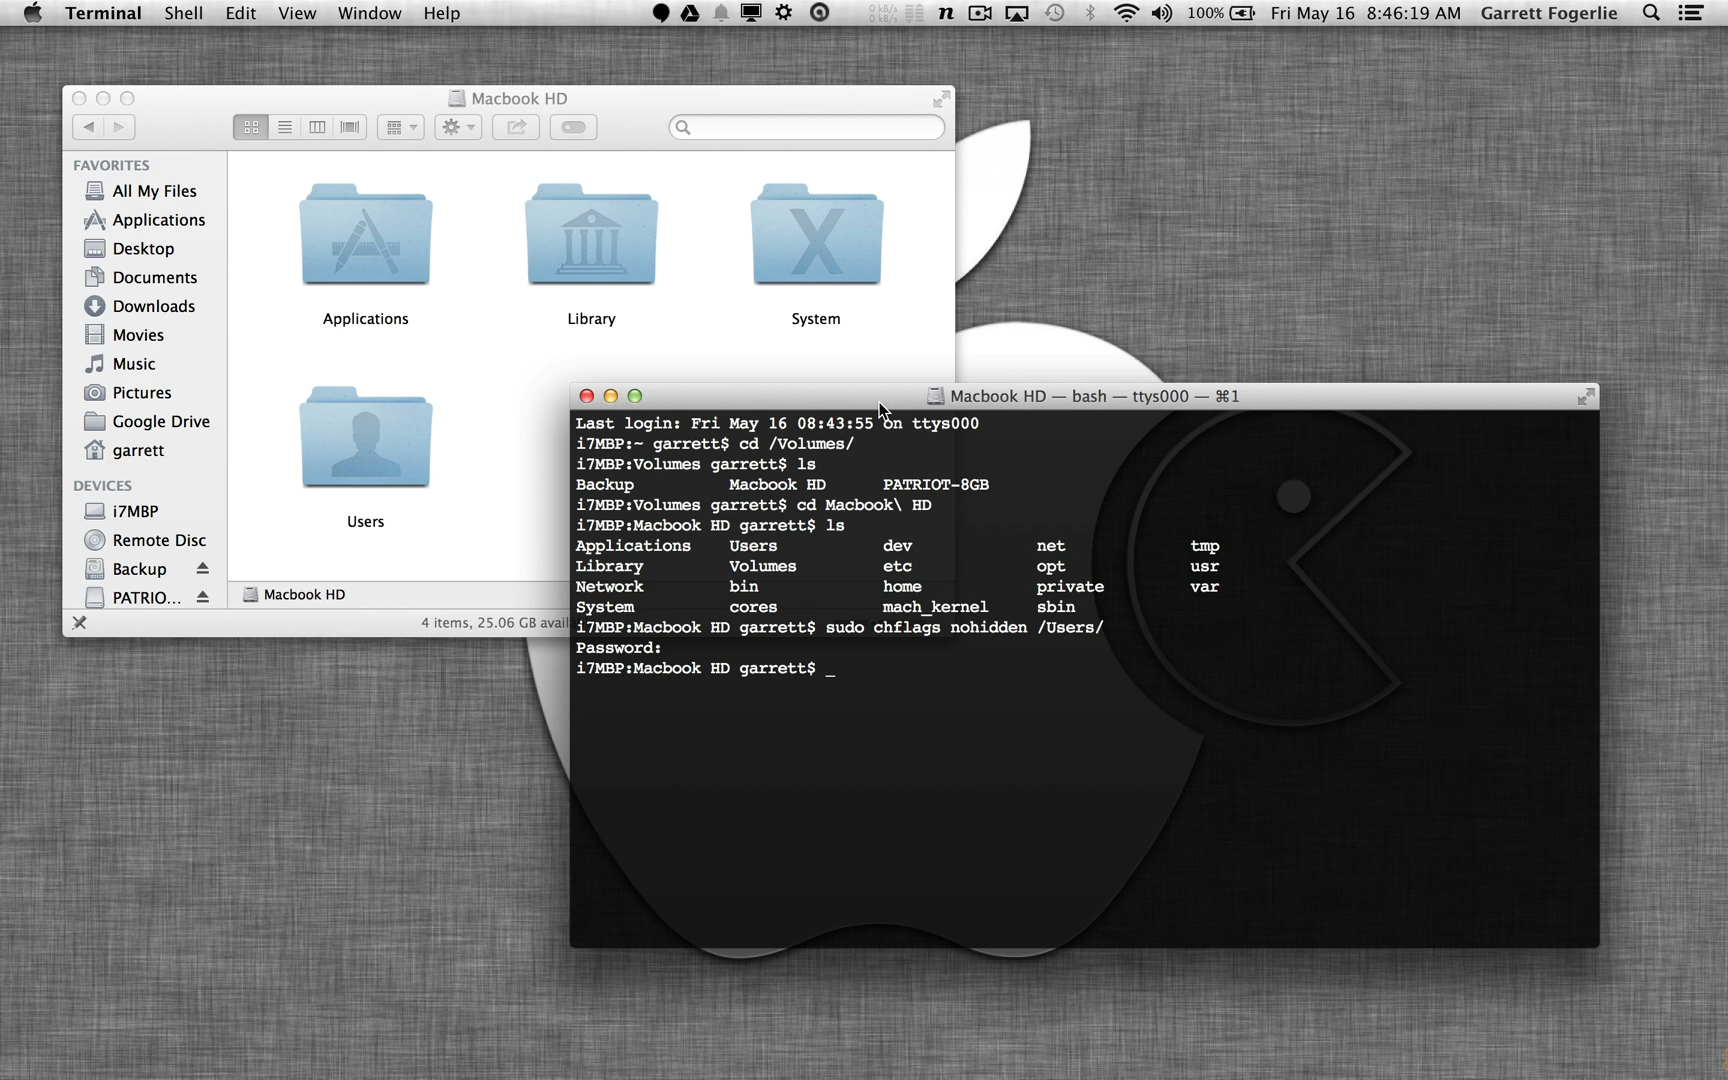 Terminal Shell Edit View Window Help 0 kB/s 0 kB/s 100% Fri May 16 8:46:19 AM Garrett Fogerlie
Macbook HD
FAVORITES
All My Files
Applications
Desktop
Documents
Downloads
Movies
Music
Pictures
Google Drive
garrett
DEVICES
i7MBP
Remote Disc
Backup
PATRIO...
Applications Library System
Users
Macbook HD
4 items, 25.06 GB availa
Macbook HD — bash — ttys000 — ⌘1
Last login: Fri May 16 08:43:55 on ttys000
i7MBP:~ garrett$ cd /Volumes/
i7MBP:Volumes garrett$ ls
Backup Macbook HD PATRIOT-8GB
i7MBP:Volumes garrett$ cd Macbook\ HD
i7MBP:Macbook HD garrett$ ls
Applications Users dev net tmp
Library Volumes etc opt usr
Network bin home private var
System cores mach_kernel sbin
i7MBP:Macbook HD garrett$ sudo chflags nohidden /Users/
Password:
i7MBP:Macbook HD garrett$ _